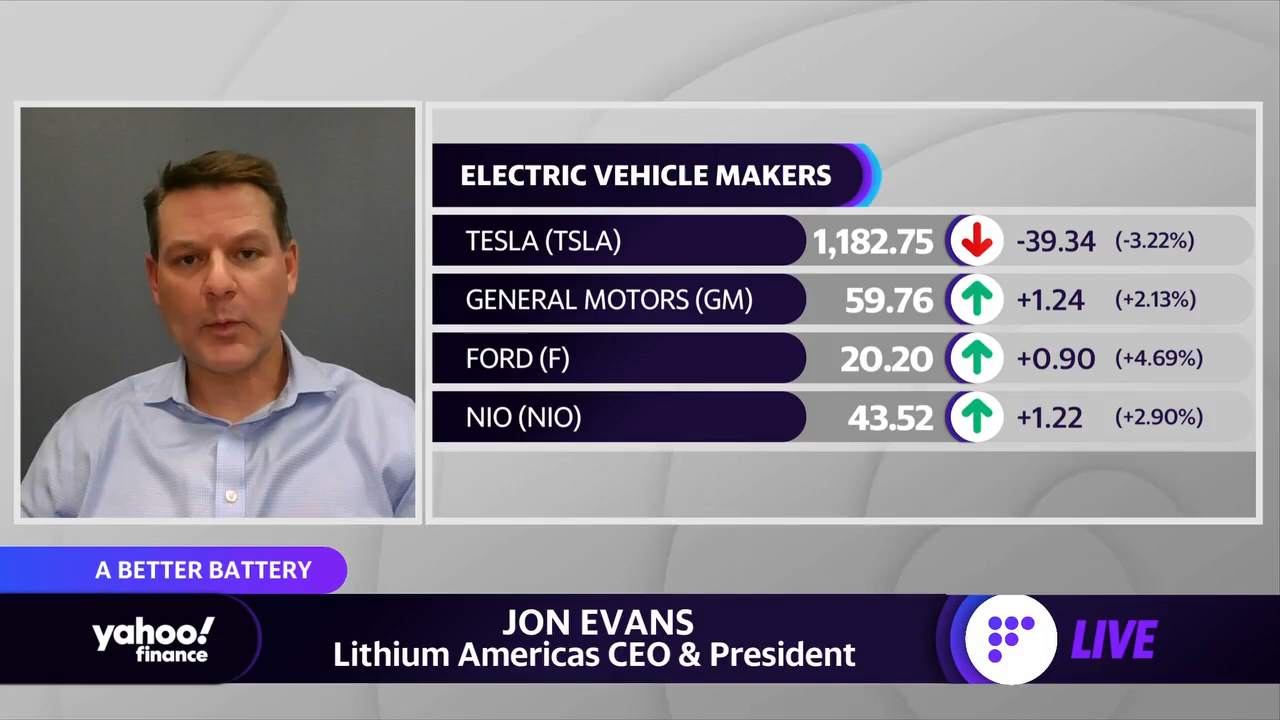 ELECTRIC VEHICLE MAKERS
TESLA (TSLA) 1,182.75 -39.34 (-3.22%)
GENERAL MOTORS (GM) 59.76 +1.24 (+2.13%)
FORD (F) 20.20 +0.90 (+4.69%)
NIO (NIO) 43.52 +1.22 (+2.90%)
A BETTER BATTERY
yahoo!
finance
JON EVANS
Lithium Americas CEO & President
LIVE